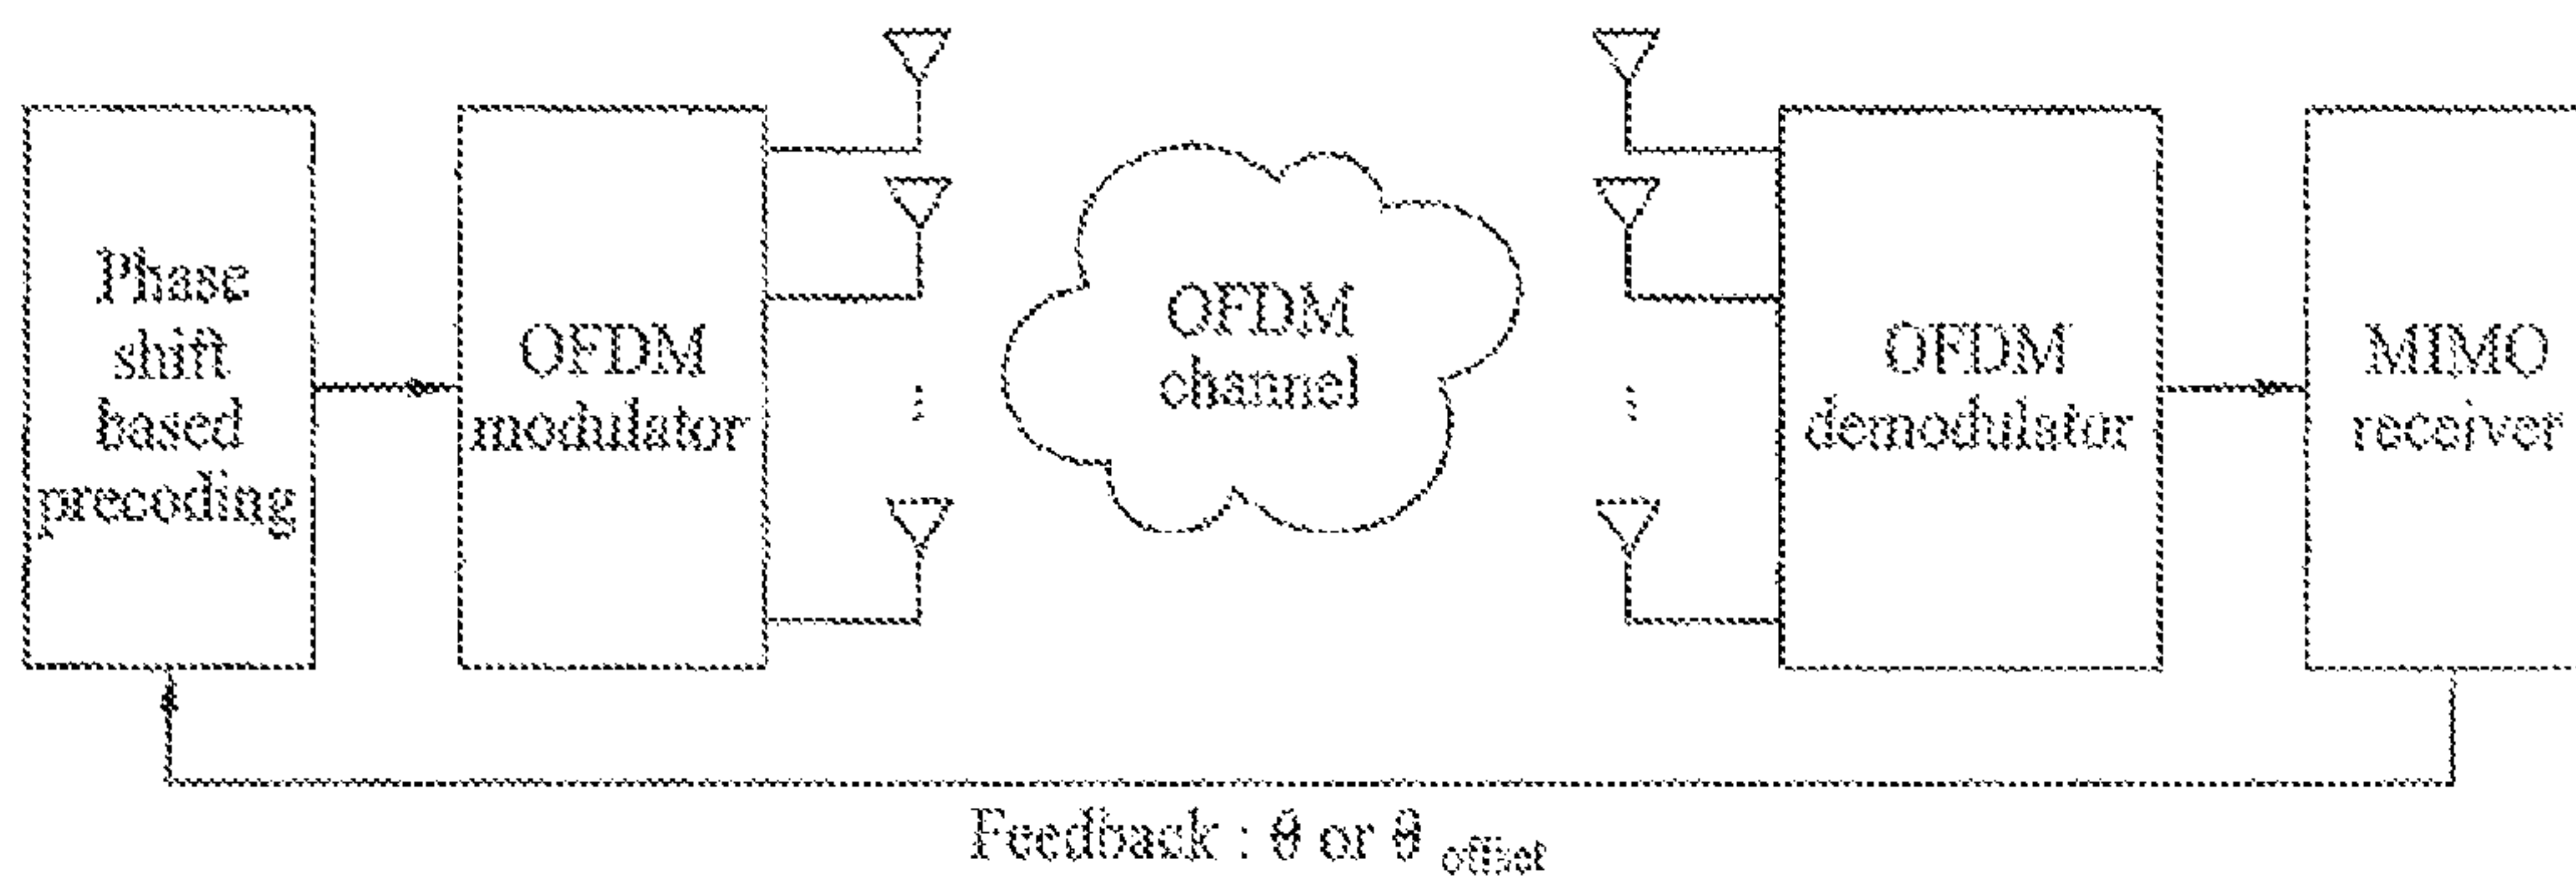 Phase
shift
based
precoding
OFDM
modulator
OFDM
channel
OFDM
demodulator
MIMO
receiver
Feedback : θ or θ offset